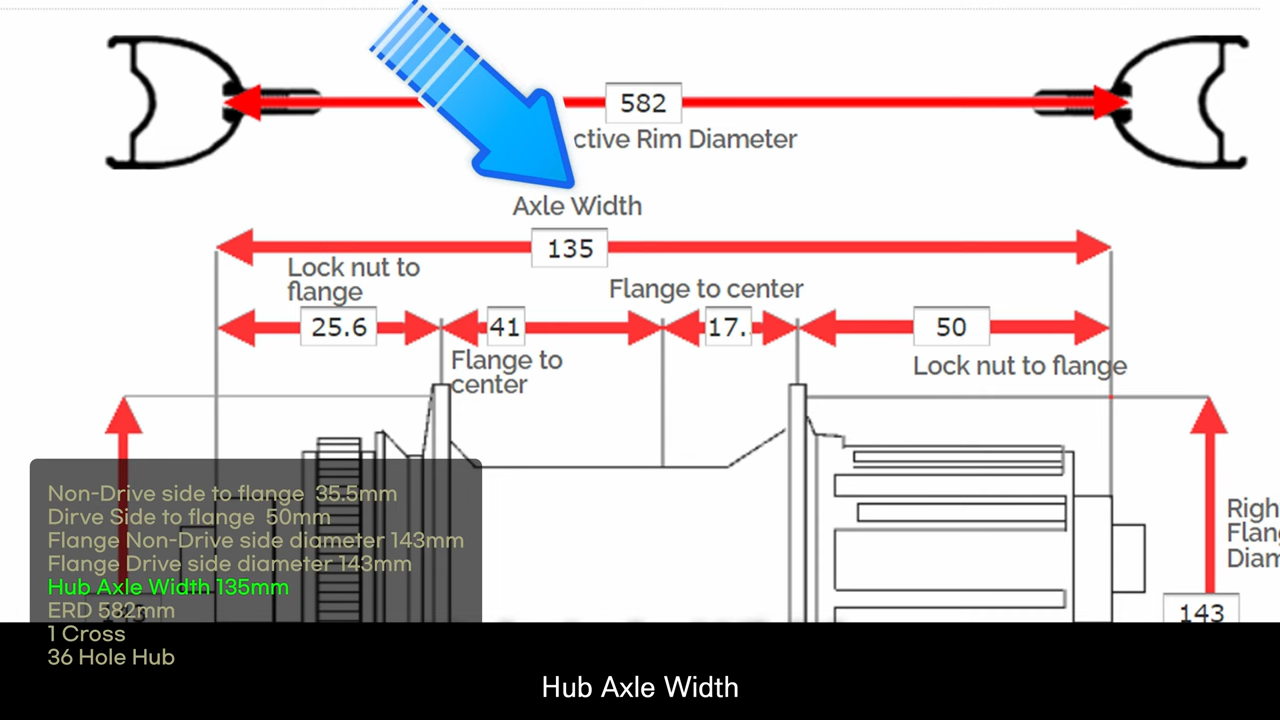 582
ctive Rim Diameter
Axle Width
135
Lock nut to
flange
Flange to center
25.6
41
17.
50
Flange to
center
Lock nut to flange
Non-Drive side to flange 35.5mm
Dirve Side to flange 50mm
Flange Non-Drive side diameter 143mm
Flange Drive side diameter 143mm
Hub Axle Width 135mm
ERD 582mm
1 Cross
36 Hole Hub
Righ
Flang
Diam
143
Hub Axle Width